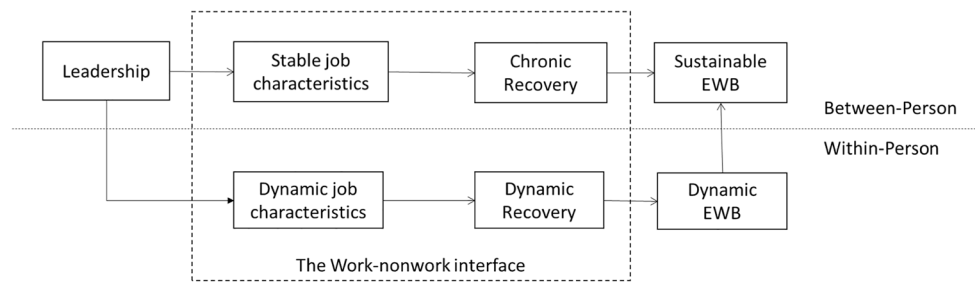 Leadership
Stable job
characteristics
Chronic
Recovery
Sustainable
EWB
Between-Person
Within-Person
Dynamic job
characteristics
Dynamic
Recovery
Dynamic
EWB
The Work-nonwork interface